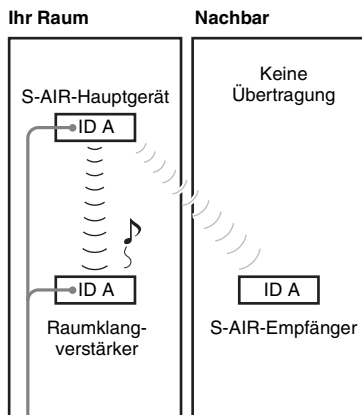 Ihr Raum
Nachbar
S-AIR-Hauptgerät
ID A
Keine
Übertragung
ID A
Raumklang-
verstärker
ID A
S-AIR-Empfänger